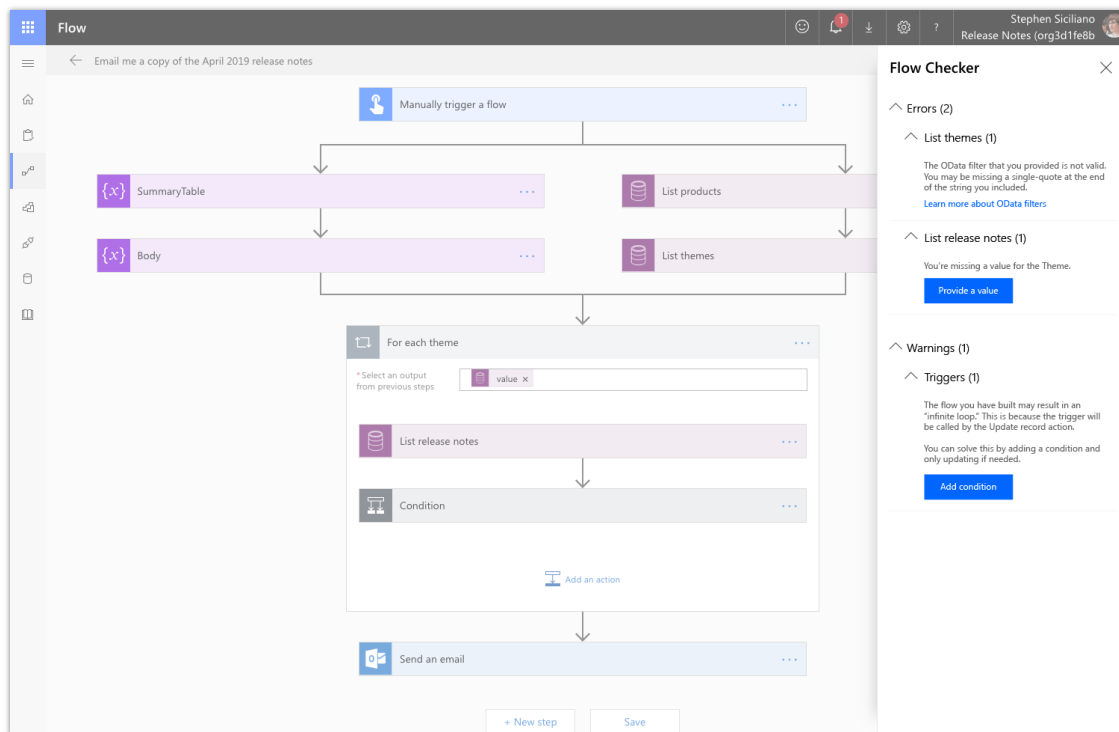 Flow
1
?
Stephen Siciliano
Release Notes (org3d1fe8b
Email me a copy of the April 2019 release notes
Manually trigger a flow
{x} SummaryTable
List products
{x} Body
List themes
For each theme
*Select an output
from previous steps
value ×
List release notes
Condition
Add an action
Send an email
+ New step
Save
Flow Checker
Errors (2)
List themes (1)
The OData filter that you provided is not valid.
You may be missing a single-quote at the end
of the string you included.
Learn more about OData filters
List release notes (1)
You're missing a value for the Theme.
Provide a value
Warnings (1)
Triggers (1)
The flow you have built may result in an
"infinite loop." This is because the trigger will
be called by the Update record action.
You can solve this by adding a condition and
only updating if needed.
Add condition